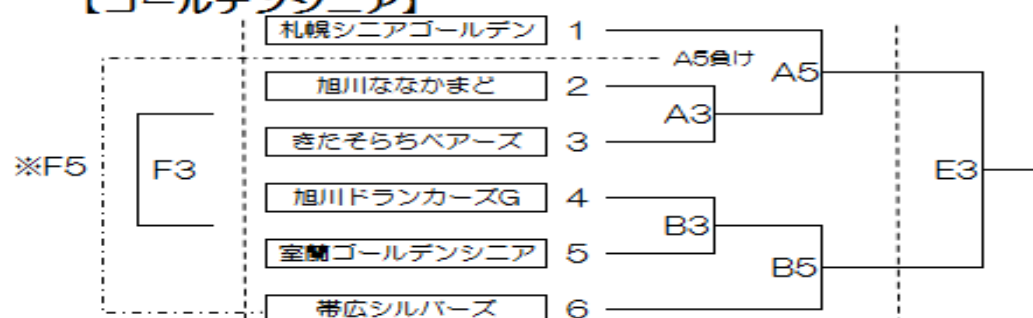 【ゴールデンシニア】
札幌シニアゴールデン 1
A5負け A5
旭川ななかまど 2
A3
きたそらちベアーズ 3
※F5 F3 E3
旭川ドランカーズG 4
B3
室蘭ゴールデンシニア 5
B5
帯広シルバーズ 6